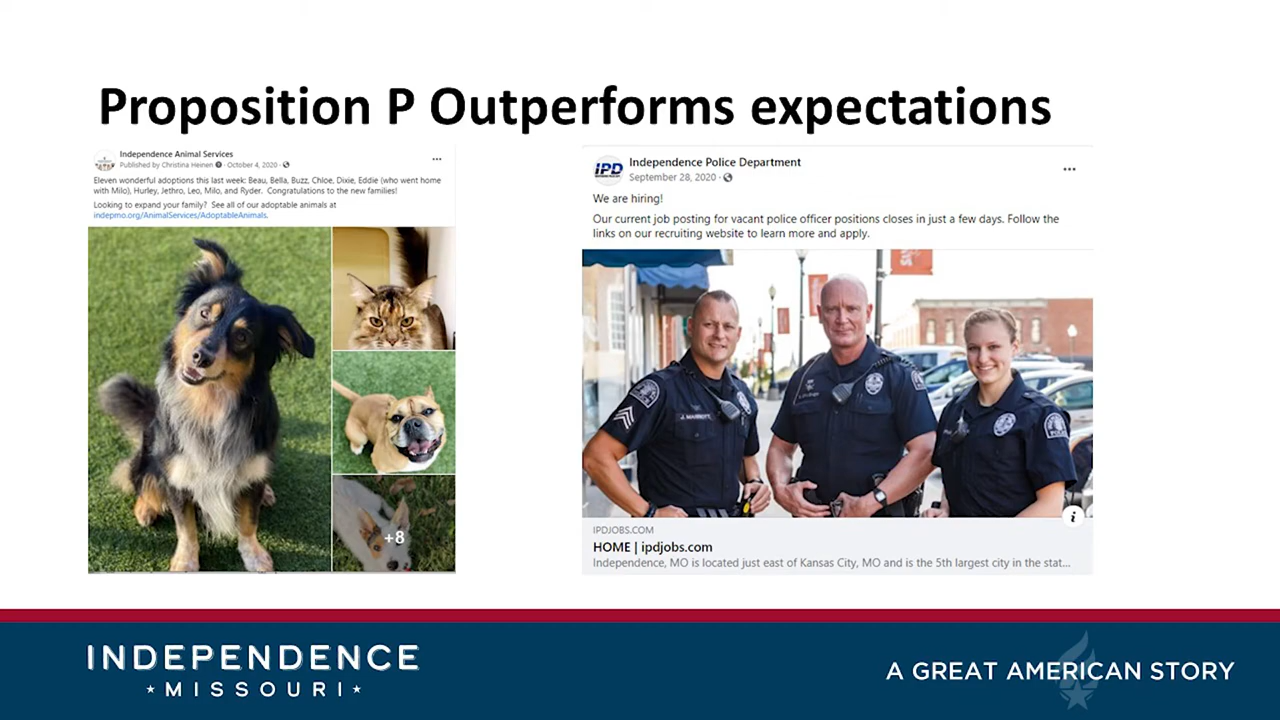 Proposition P Outperforms expectations
Independence Animal Services
Published by Christina Heinen · October 4, 2020 ·
Eleven wonderful adoptions this last week: Beau, Bella, Buzz, Chloe, Dixie, Eddie (who went home
with Milo), Hurley, Jethro, Leo, Milo, and Ryder. Congratulations to the new families!
Looking to expand your family? See all of our adoptable animals at
indepmo.org/AnimalServices/AdoptableAnimals.
+8
IPD
Independence Police Department
September 28, 2020 ·
We are hiring!
Our current job posting for vacant police officer positions closes in just a few days. Follow the
links on our recruiting website to learn more and apply.
J. MARRIOTT
POLICE
IPDJOBS.COM
HOME | ipdjobs.com
Independence, MO is located just east of Kansas City, MO and is the 5th largest city in the stat...
INDEPENDENCE
MISSOURI
A GREAT AMERICAN STORY